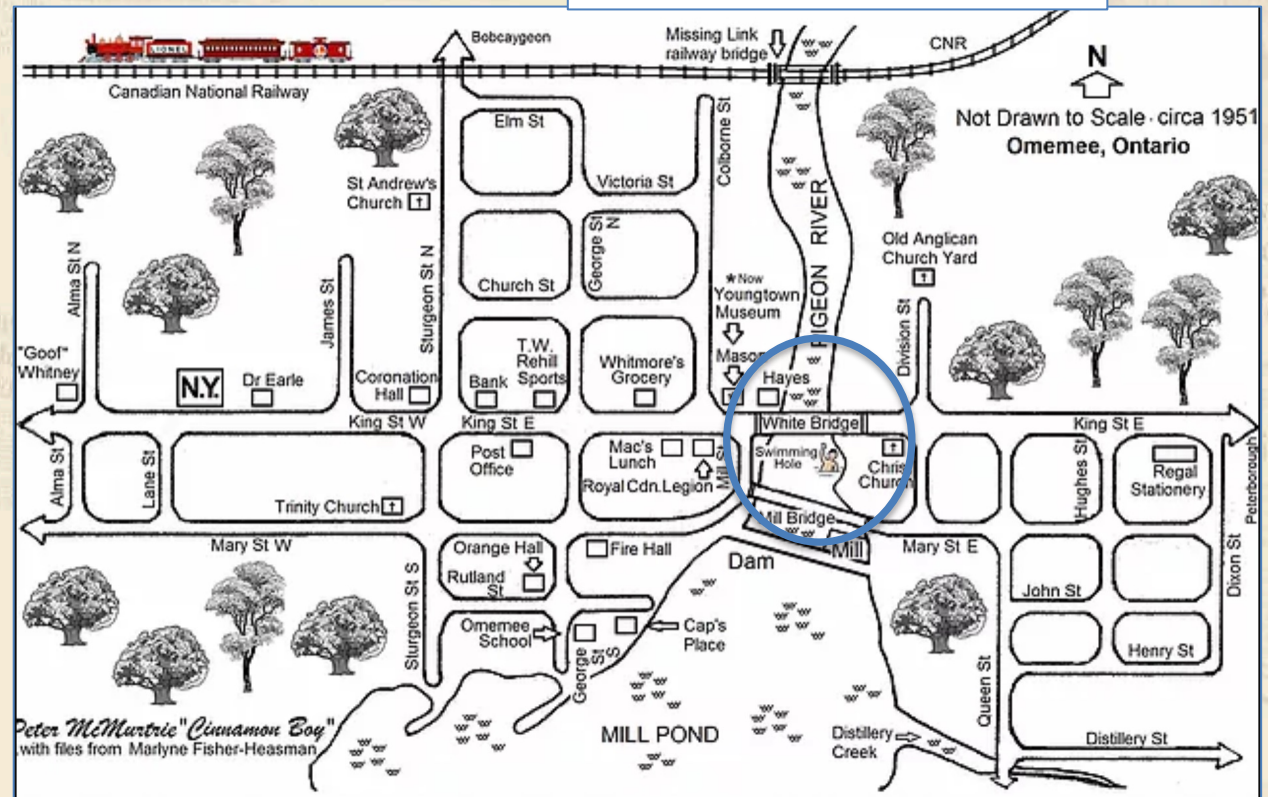 Bobcaygeon
Missing Link
railway bridge
CNR
LIONEL
Canadian National Railway
N
Not Drawn to Scale · circa 1951
Omemee, Ontario
Elm St
Colborne St
St Andrew's
Church
Victoria St
PIGEON RIVER
George St
N
Old Anglican
Church Yard
Alma St N
James St
Sturgeon St N
Church St
* Now
Youngtown
Museum
Division St
"Goof"
Whitney
N.Y.
Dr Earle
Coronation
Hall
Bank
T.W.
Rehill
Sports
Whitmore's
Grocery
Mason
Hayes
King St W
King St E
White Bridge
King St E
Alma St
Lane St
Post
Office
Mac's
Lunch
Royal Cdn. Legion
Mill St
Swimming
Hole
Chris
Church
Hughes St
Regal
Stationery
Peterborough
Trinity Church
Mill Bridge
Mill
Mary St W
Orange Hall
Fire Hall
Dam
Mary St E
Rutland
St
Sturgeon St S
John St
Dixon St
Omemee
School
George
St
S
Cap's
Place
Henry St
Queen St
Peter McMurtrie "Cinnamon Boy"
with files from Marlyne Fisher-Heasman
MILL POND
Distillery
Creek
Distillery St